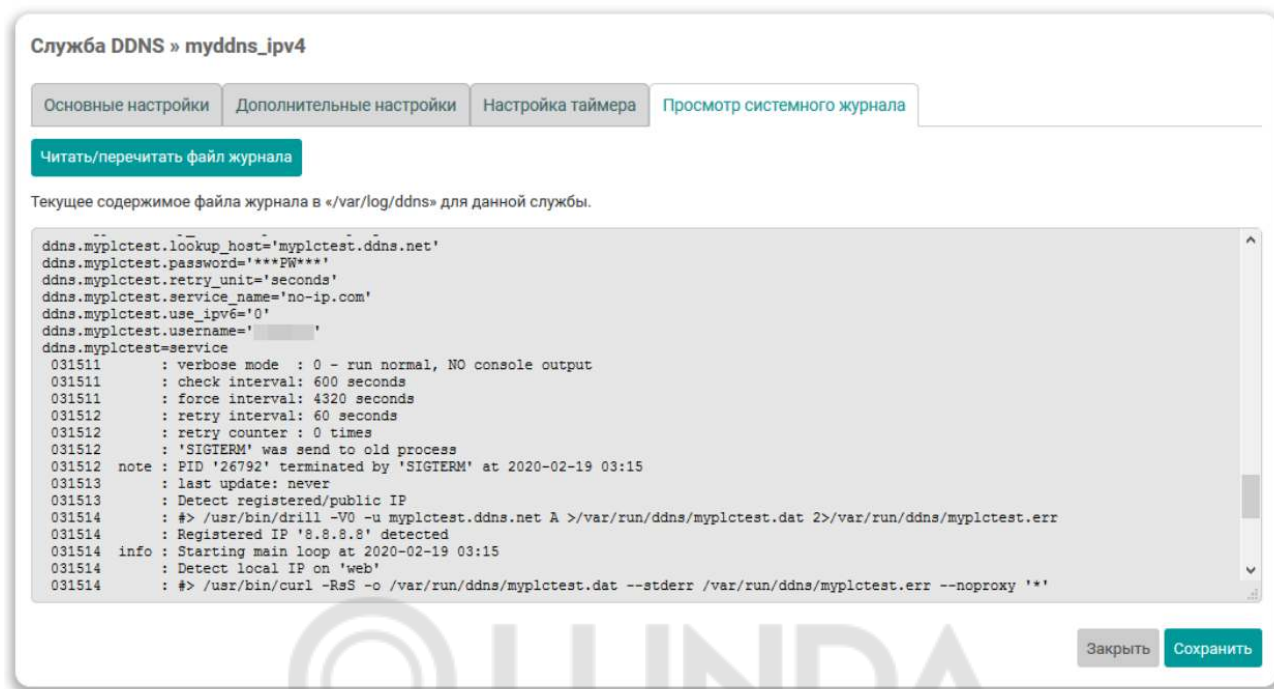 Служба DDNS » myddns_ipv4
Основные настройки Дополнительные настройки Настройка таймера Просмотр системного журнала
Читать/перечитать файл журнала
Текущее содержимое файла журнала в «/var/log/ddns» для данной службы.
ddns.myplctest.lookup_host='myplctest.ddns.net'
ddns.myplctest.password='***PW***'
ddns.myplctest.retry_unit='seconds'
ddns.myplctest.service_name='no-ip.com'
ddns.myplctest.use_ipv6='0'
ddns.myplctest.username=' '
ddns.myplctest=service
031511 : verbose mode : 0 - run normal, NO console output
031511 : check interval: 600 seconds
031511 : force interval: 4320 seconds
031512 : retry interval: 60 seconds
031512 : retry counter : 0 times
031512 : 'SIGTERM' was send to old process
031512 note : PID '26792' terminated by 'SIGTERM' at 2020-02-19 03:15
031513 : last update: never
031513 : Detect registered/public IP
031514 : #> /usr/bin/drill -V0 -u myplctest.ddns.net A >/var/run/ddns/myplctest.dat 2>/var/run/ddns/myplctest.err
031514 : Registered IP '8.8.8.8' detected
031514 info : Starting main loop at 2020-02-19 03:15
031514 : Detect local IP on 'web'
031514 : #> /usr/bin/curl -RsS -o /var/run/ddns/myplctest.dat --stderr /var/run/ddns/myplctest.err --noproxy '*'
Закрыть Сохранить
LUNDA